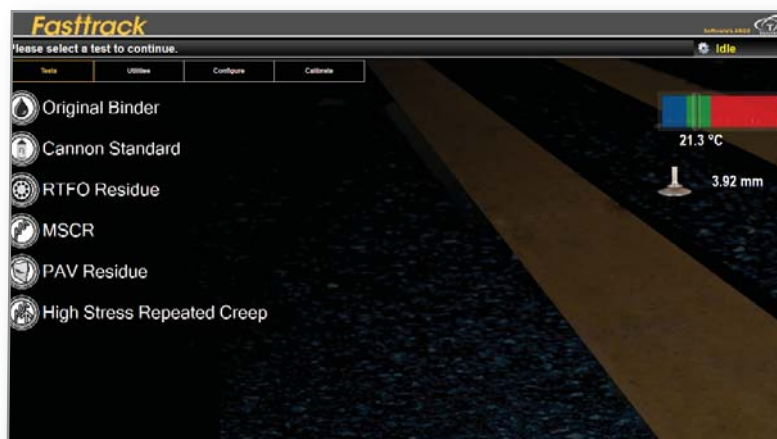 Fasttrack
Please select a test to continue.
Idle
Tests
Utilities
Configure
Calibrate
Original Binder
Cannon Standard
RTFO Residue
MSCR
PAV Residue
High Stress Repeated Creep
21.3 °C
3.92 mm